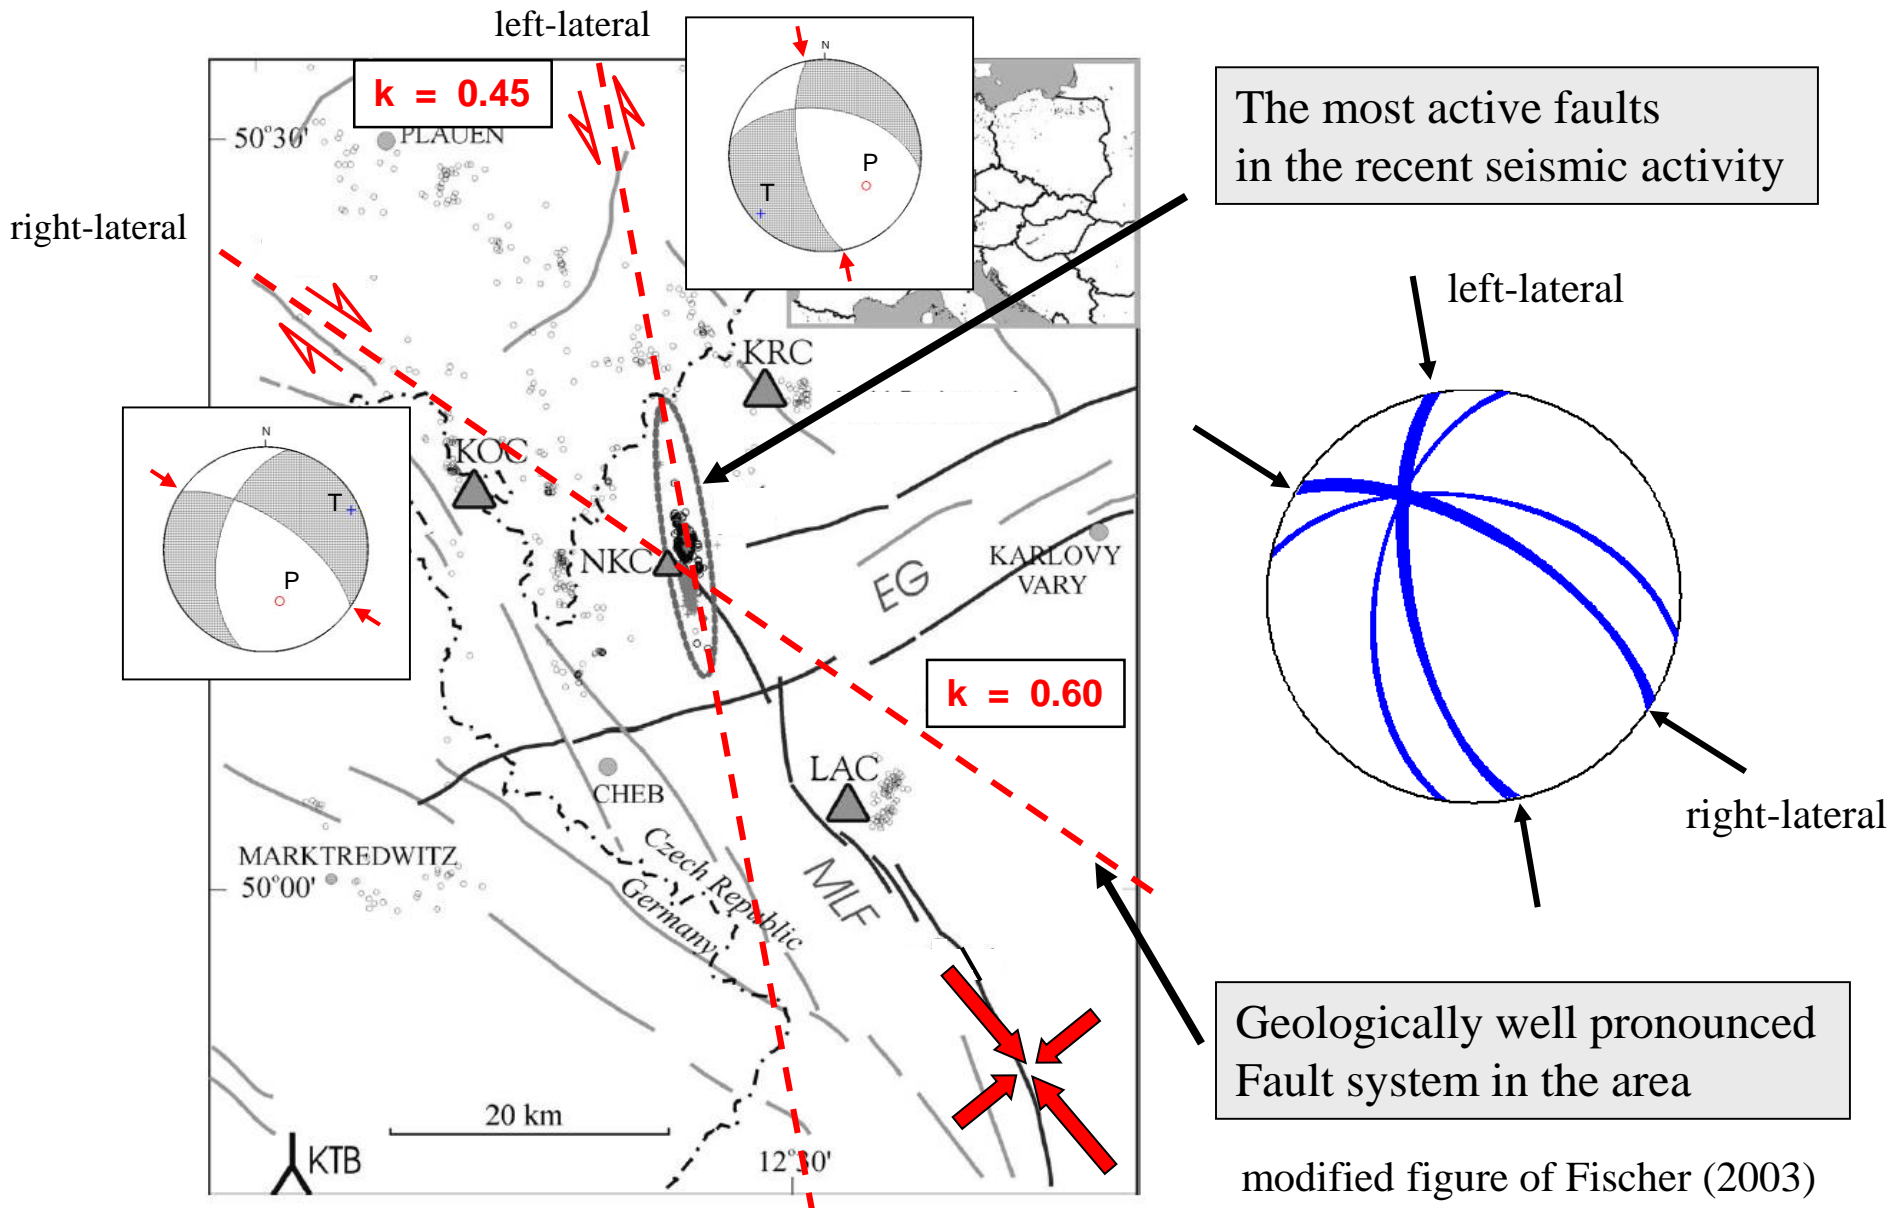 left-lateral
k = 0.45
N
50°30'
PLAUEN
P
T
The most active faults
in the recent seismic activity
right-lateral
left-lateral
KRC
N
KOC
T
NKC
KARLOVY
VARY
EG
P
k = 0.60
LAC
CHEB
right-lateral
Czech Republic
Germany
MARKTREDWITZ
50°00'
MLF
Geologically well pronounced
Fault system in the area
20 km
KTB
12°30'
modified figure of Fischer (2003)